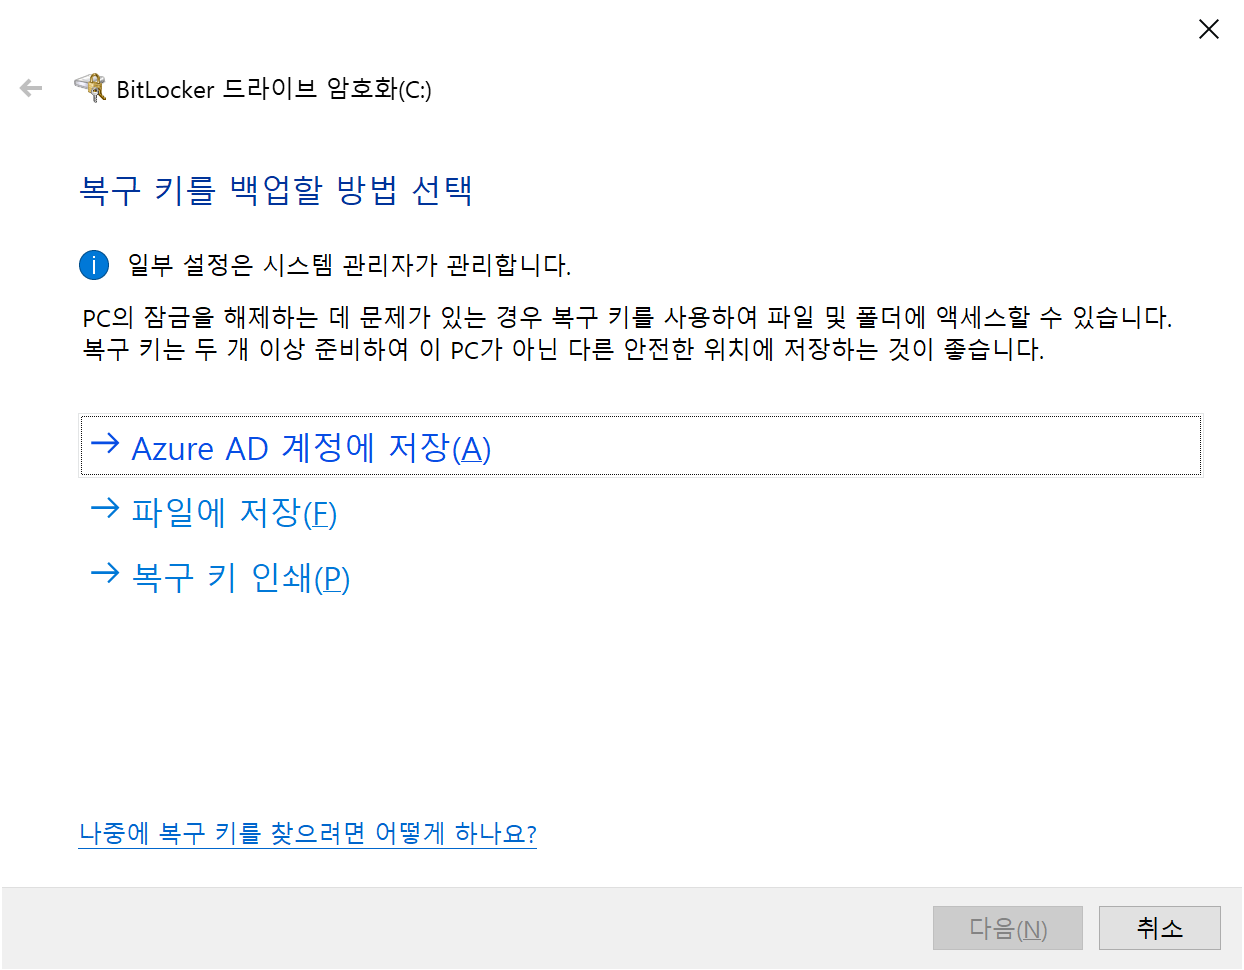 BitLocker 드라이브 암호화(C:)
복구 키를 백업할 방법 선택
일부 설정은 시스템 관리자가 관리합니다.
PC의 잠금을 해제하는 데 문제가 있는 경우 복구 키를 사용하여 파일 및 폴더에 액세스할 수 있습니다.
복구 키는 두 개 이상 준비하여 이 PC가 아닌 다른 안전한 위치에 저장하는 것이 좋습니다.
Azure AD 계정에 저장(A)
파일에 저장(F)
복구 키 인쇄(P)
나중에 복구 키를 찾으려면 어떻게 하나요?
다음(N)
취소